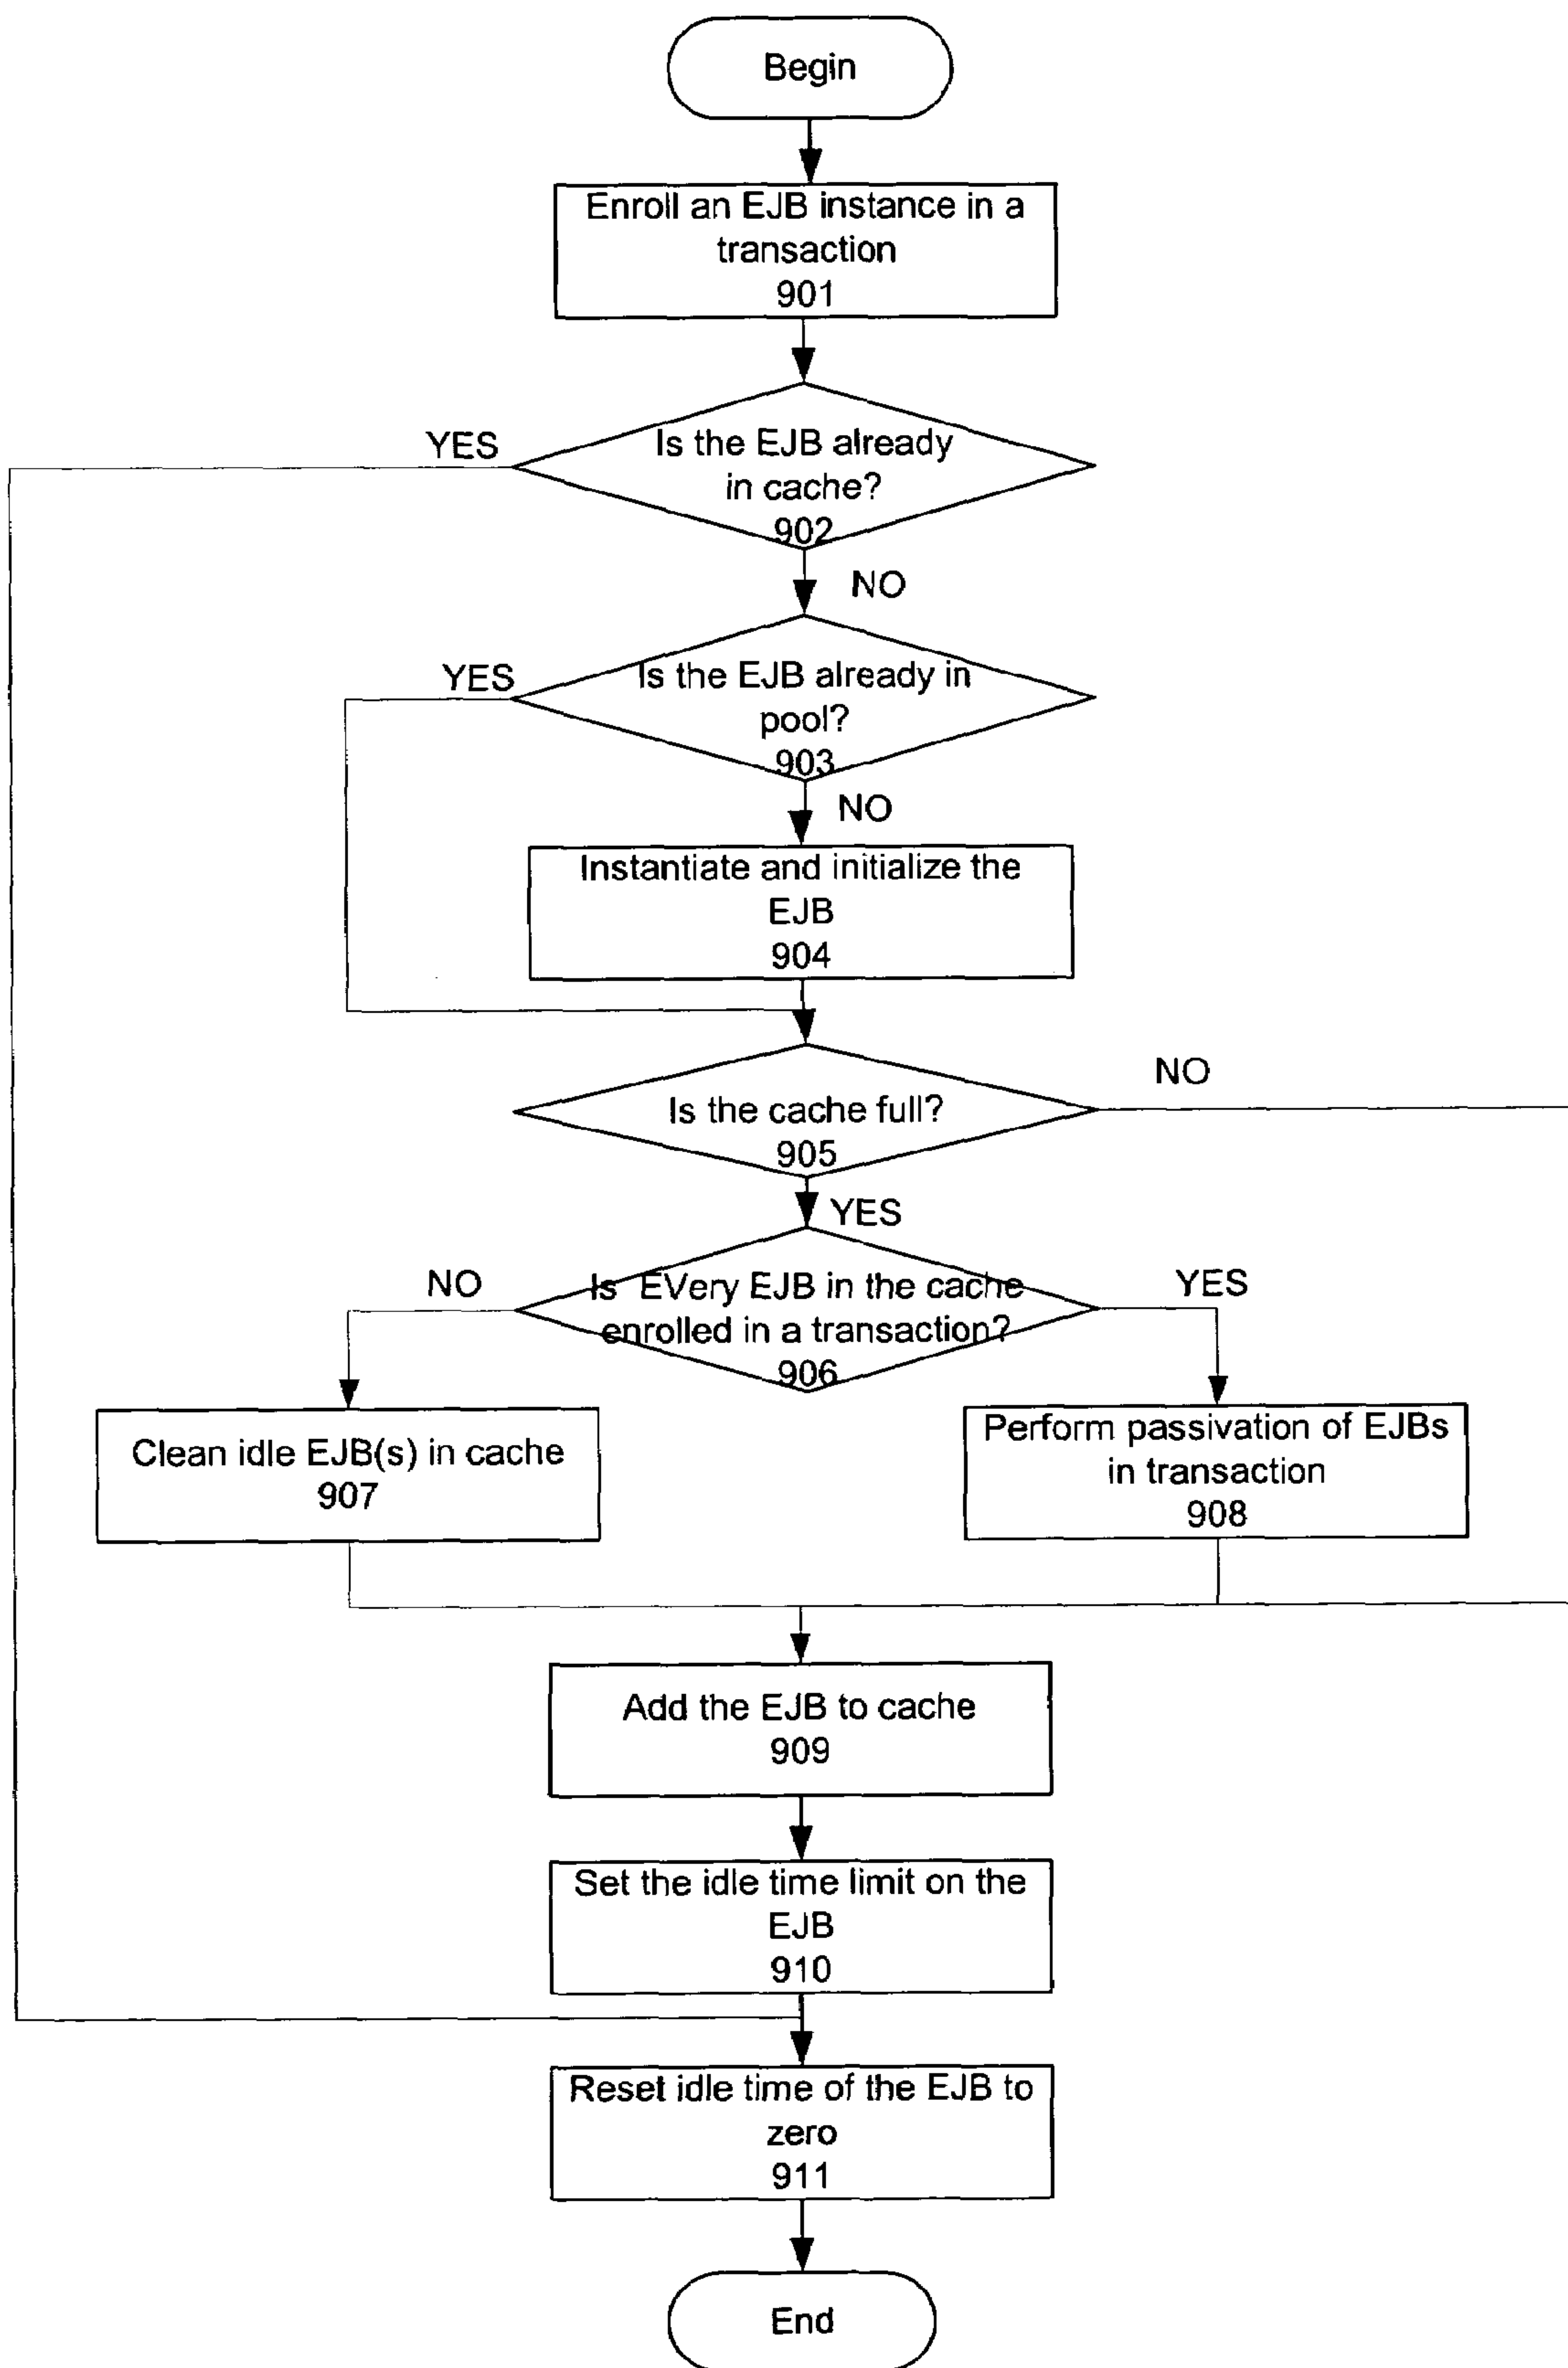 Begin
Enroll an EJB instance in a
transaction
901
YES
Is the EJB already
in cache?
902
NO
YES
Is the EJB already in
pool?
903
NO
Instantiate and initialize the
EJB
904
NO
Is the cache full?
905
YES
NO
Is EVery EJB in the cache
enrolled in a transaction?
906
YES
Clean idle EJB(s) in cache
907
Perform passivation of EJBs
in transaction
908
Add the EJB to cache
909
Set the idle time limit on the
EJB
910
Reset idle time of the EJB to
zero
911
End